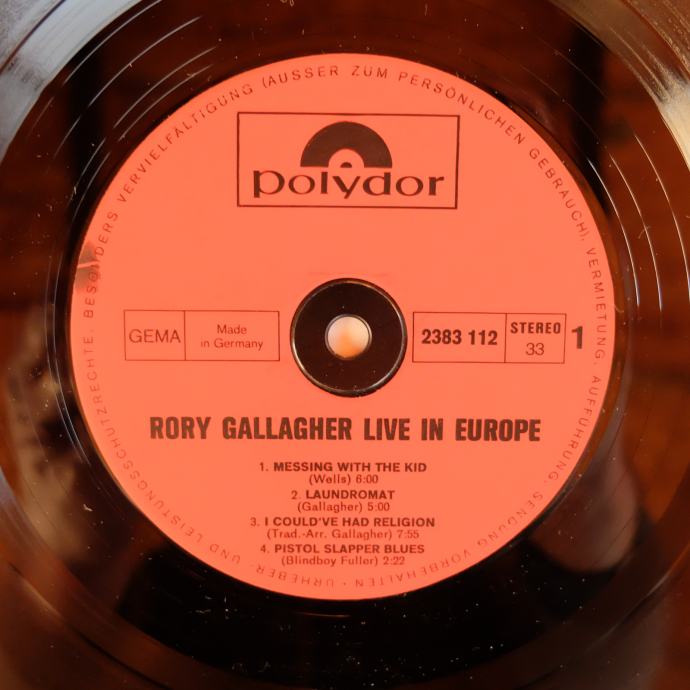 URHEBER- UND LEISTUNGSSCHUTZRECHTE. BESONDERS VERVIELFÄLTIGUNG (AUSSER ZUM PERSÖNLICHEN GEBRAUCH), VERMIETUNG, AUFFÜHRUNG, SENDUNG VORBEHALTEN ·
polydor
GEMA
Made
in Germany
2383 112
STEREO
33
1
RORY GALLAGHER LIVE IN EUROPE
1. MESSING WITH THE KID
(Wells) 6:00
2. LAUNDROMAT
(Gallagher) 5:00
3. I COULD'VE HAD RELIGION
(Trad.-Arr. Gallagher) 7:55
4. PISTOL SLAPPER BLUES
(Blindboy Fuller) 2:22